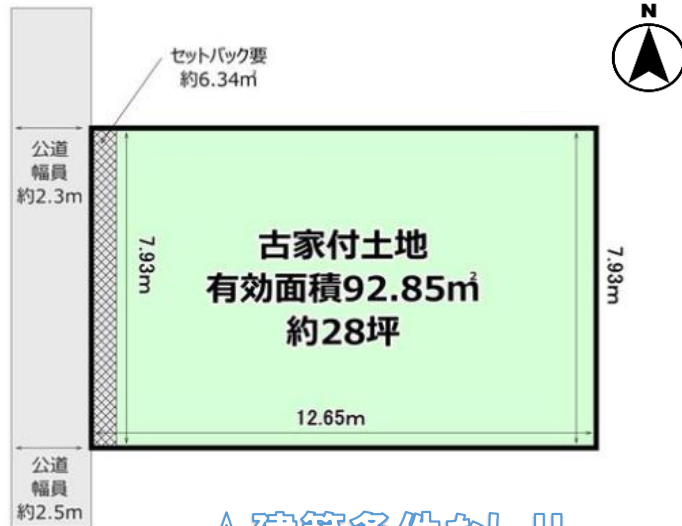 N
セットバック要
約6.34㎡
公道
幅員
約2.3m
7.93m
古家付土地
有効面積92.85㎡
約28坪
7.93m
12.65m
公道
幅員
約2.5m